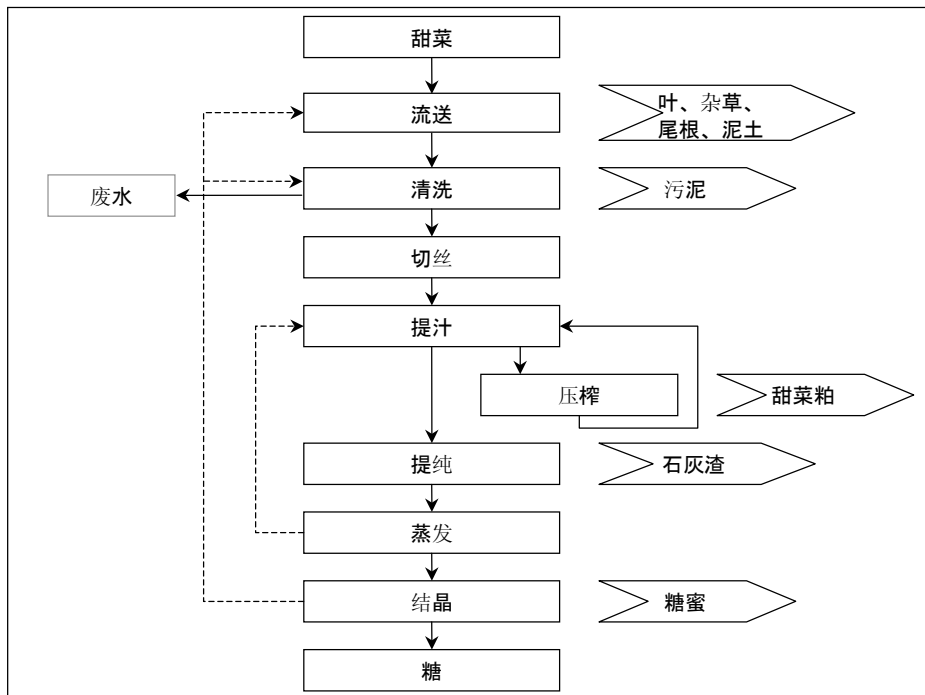 甜菜
流送
叶、杂草、
尾根、泥土
废水
清洗
污泥
切丝
提汁
压榨
甜菜粕
提纯
石灰渣
蒸发
结晶
糖蜜
糖